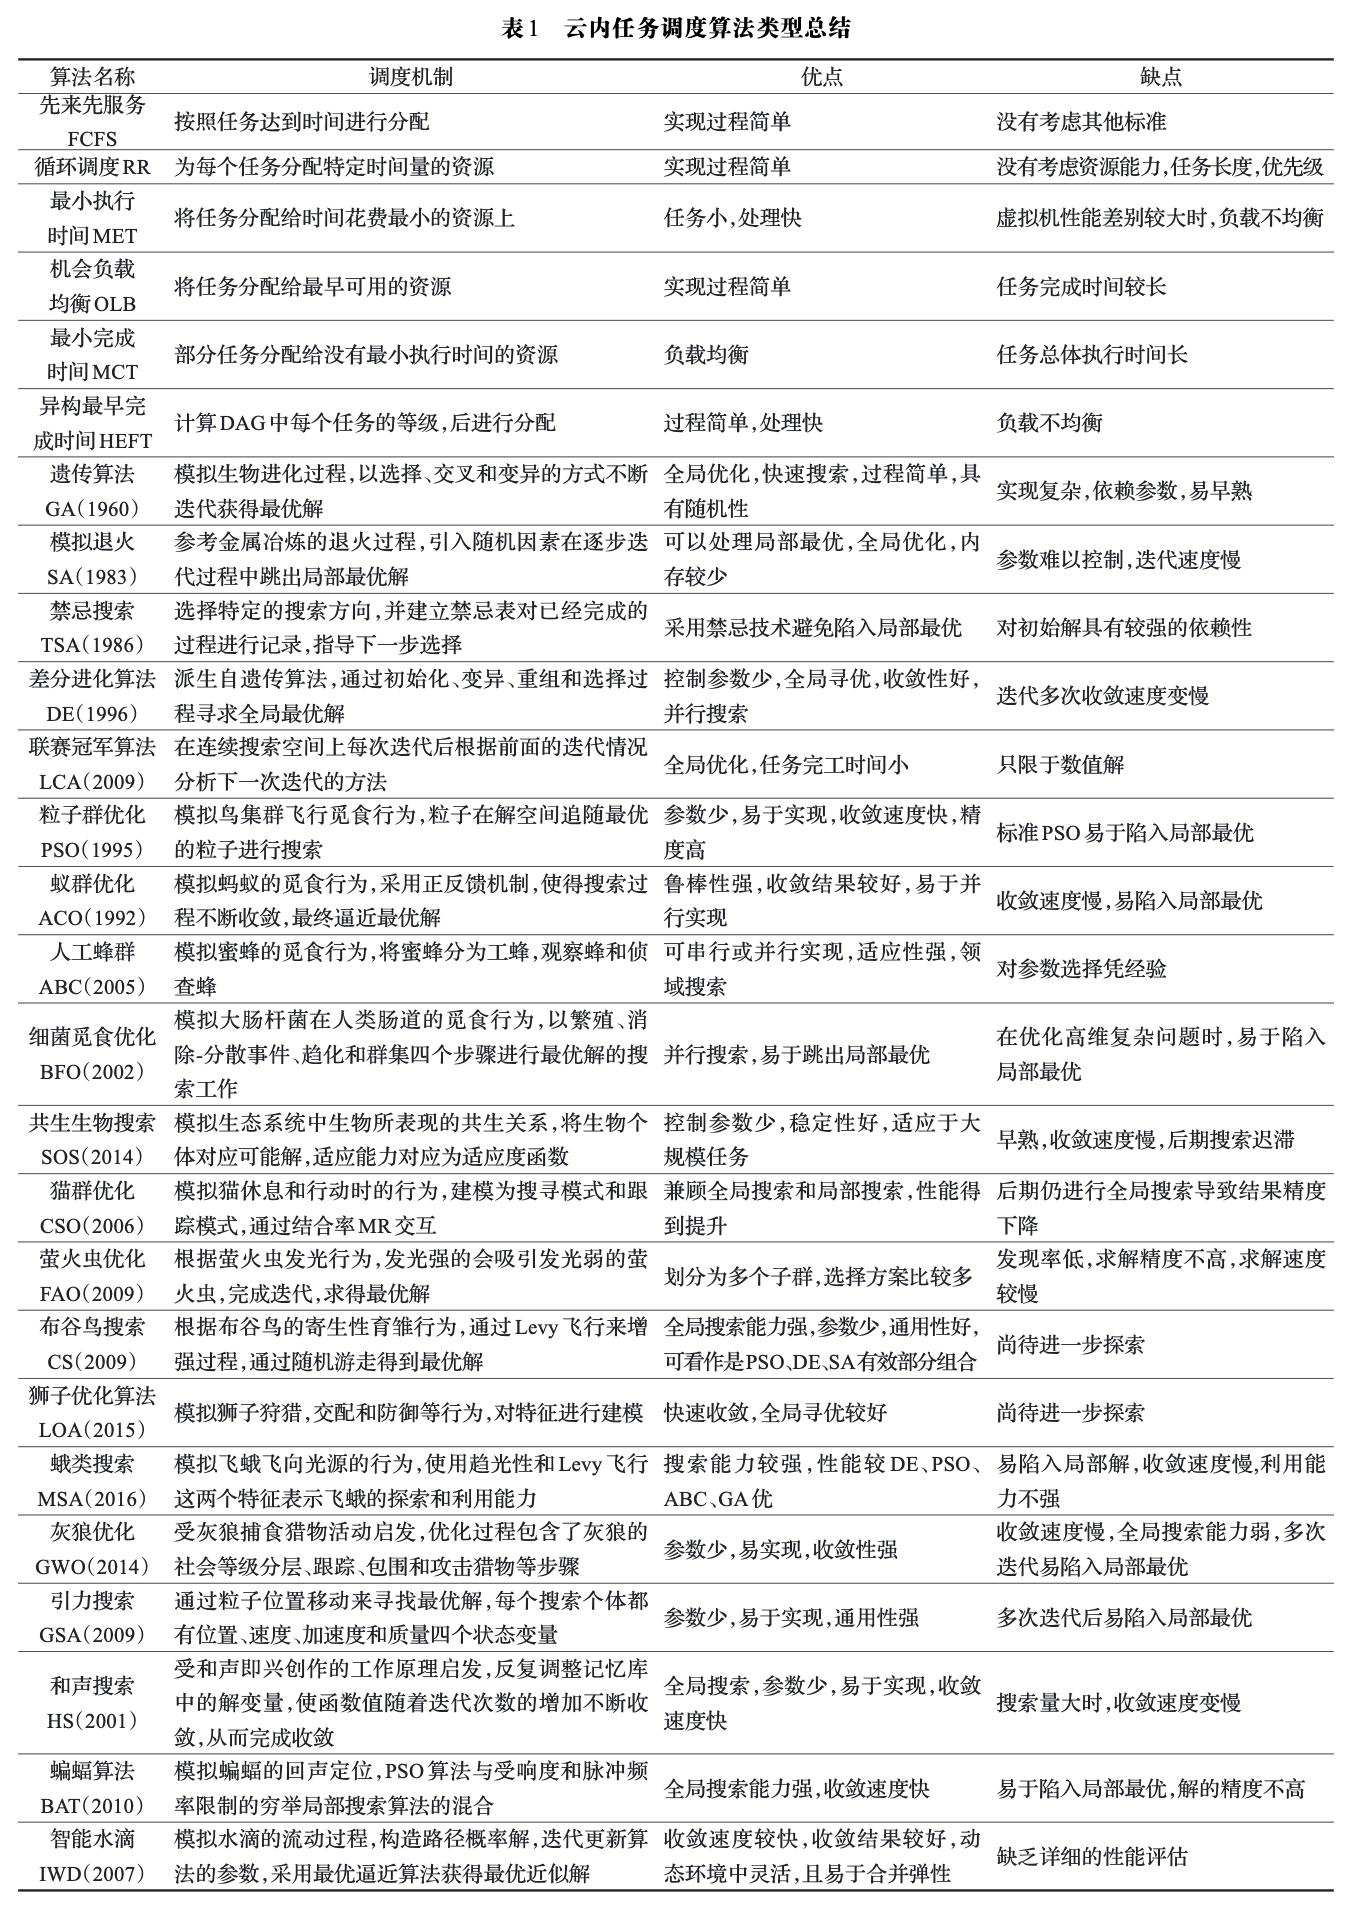 表1 云内任务调度算法类型总结
算法名称 调度机制 优点 缺点
先来先服务
FCFS
按照任务达到时间进行分配
实现过程简单
没有考虑其他标准
循环调度RR 为每个任务分配特定时间量的资源 实现过程简单 没有考虑资源能力,任务长度,优先级
最小执行
时间MET
将任务分配给时间花费最小的资源上
任务小,处理快
虚拟机性能差别较大时,负载不均衡
机会负载
均衡OLB
将任务分配给最早可用的资源
实现过程简单
任务完成时间较长
最小完成
时间MCT
部分任务分配给没有最小执行时间的资源
负载均衡
任务总体执行时间长
异构最早完
成时间HEFT
计算DAG中每个任务的等级,后进行分配
过程简单,处理快
负载不均衡
遗传算法
GA(1960)
模拟生物进化过程,以选择、交叉和变异的方式不断
迭代获得最优解
全局优化,快速搜索,过程简单,具
有随机性
实现复杂,依赖参数,易早熟
模拟退火
SA(1983)
参考金属冶炼的退火过程,引入随机因素在逐步迭
代过程中跳出局部最优解
可以处理局部最优,全局优化,内
存较少
参数难以控制,迭代速度慢
禁忌搜索
TSA(1986)
选择特定的搜索方向,并建立禁忌表对已经完成的
过程进行记录,指导下一步选择
采用禁忌技术避免陷入局部最优
对初始解具有较强的依赖性
差分进化算法
DE(1996)
派生自遗传算法,通过初始化、变异、重组和选择过
程寻求全局最优解
控制参数少,全局寻优,收敛性好,
并行搜索
迭代多次收敛速度变慢
联赛冠军算法
LCA(2009)
在连续搜索空间上每次迭代后根据前面的迭代情况
分析下一次迭代的方法
全局优化,任务完工时间小
只限于数值解
粒子群优化
PSO(1995)
模拟鸟集群飞行觅食行为,粒子在解空间追随最优
的粒子进行搜索
参数少,易于实现,收敛速度快,精
度高
标准PSO易于陷入局部最优
蚁群优化
ACO(1992)
模拟蚂蚁的觅食行为,采用正反馈机制,使得搜索过
程不断收敛,最终逼近最优解
鲁棒性强,收敛结果较好,易于并
行实现
收敛速度慢,易陷入局部最优
人工蜂群
ABC(2005)
模拟蜜蜂的觅食行为,将蜜蜂分为工蜂,观察蜂和侦
查蜂
可串行或并行实现,适应性强,领
域搜索
对参数选择凭经验
细菌觅食优化
BFO(2002)
模拟大肠杆菌在人类肠道的觅食行为,以繁殖、消
除-分散事件、趋化和群集四个步骤进行最优解的搜
索工作
并行搜索,易于跳出局部最优
在优化高维复杂问题时,易于陷入
局部最优
共生生物搜索
SOS(2014)
模拟生态系统中生物所表现的共生关系,将生物个
体对应可能解,适应能力对应为适应度函数
控制参数少,稳定性好,适应于大
规模任务
早熟,收敛速度慢,后期搜索迟滞
猫群优化
CSO(2006)
模拟猫休息和行动时的行为,建模为搜寻模式和跟
踪模式,通过结合率MR交互
兼顾全局搜索和局部搜索,性能得
到提升
后期仍进行全局搜索导致结果精度
下降
萤火虫优化
FAO(2009)
根据萤火虫发光行为,发光强的会吸引发光弱的萤
火虫,完成迭代,求得最优解
划分为多个子群,选择方案比较多
发现率低,求解精度不高,求解速度
较慢
布谷鸟搜索
CS(2009)
根据布谷鸟的寄生性育雏行为,通过Levy飞行来增
强过程,通过随机游走得到最优解
全局搜索能力强,参数少,通用性好,
可看作是PSO、DE、SA有效部分组合
尚待进一步探索
狮子优化算法
LOA(2015)
模拟狮子狩猎,交配和防御等行为,对特征进行建模
快速收敛,全局寻优较好
尚待进一步探索
蛾类搜索
MSA(2016)
模拟飞蛾飞向光源的行为,使用趋光性和Levy飞行
这两个特征表示飞蛾的探索和利用能力
搜索能力较强,性能较DE、PSO、
ABC、GA优
易陷入局部解,收敛速度慢,利用能
力不强
灰狼优化
GWO(2014)
受灰狼捕食猎物活动启发,优化过程包含了灰狼的
社会等级分层、跟踪、包围和攻击猎物等步骤
参数少,易实现,收敛性强
收敛速度慢,全局搜索能力弱,多次
迭代易陷入局部最优
引力搜索
GSA(2009)
通过粒子位置移动来寻找最优解,每个搜索个体都
有位置、速度、加速度和质量四个状态变量
参数少,易于实现,通用性强
多次迭代后易陷入局部最优
和声搜索
HS(2001)
受和声即兴创作的工作原理启发,反复调整记忆库
中的解变量,使函数值随着迭代次数的增加不断收
敛,从而完成收敛
全局搜索,参数少,易于实现,收敛
速度快
搜索量大时,收敛速度变慢
蝙蝠算法
BAT(2010)
模拟蝙蝠的回声定位,PSO算法与受响度和脉冲频
率限制的穷举局部搜索算法的混合
全局搜索能力强,收敛速度快
易于陷入局部最优,解的精度不高
智能水滴
IWD(2007)
模拟水滴的流动过程,构造路径概率解,迭代更新算
法的参数,采用最优逼近算法获得最优近似解
收敛速度较快,收敛结果较好,动
态环境中灵活,且易于合并弹性
缺乏详细的性能评估